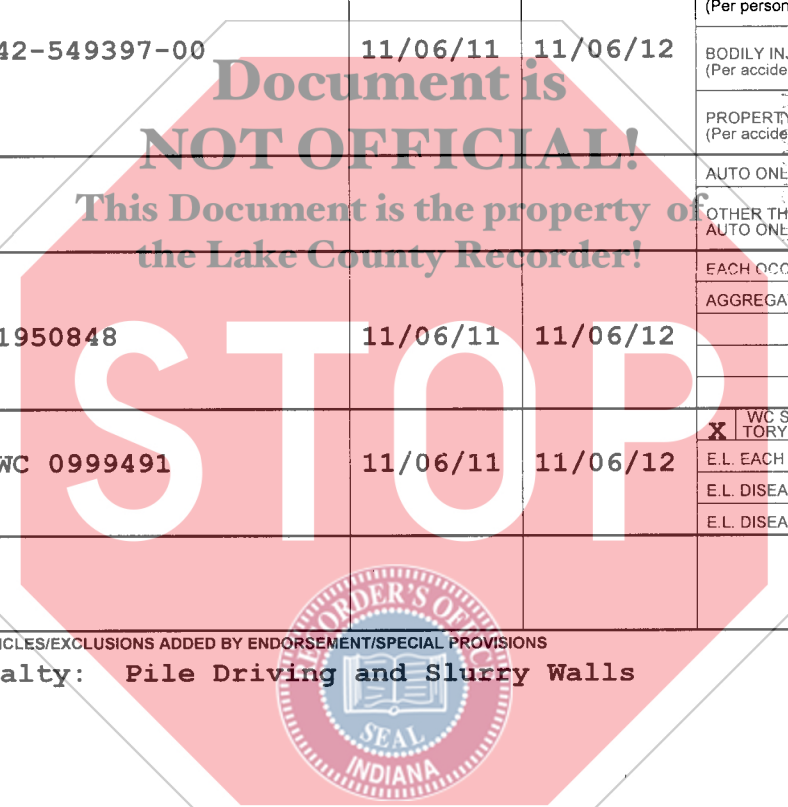 (Per person
42-549397-00 11/06/11 11/06/12 BODILY IN
(Per accide
Document is
PROPERTY
(Per accide
NOT OFFICIAL!
AUTO ONL
This Document is the property of
OTHER TH
AUTO ONL
the Lake County Recorder!
EACH OCC
AGGREGA
1950848 11/06/11 11/06/12
STOP
X WC S
TORY
WC 0999491 11/06/11 11/06/12 E.L. EACH
E.L. DISEA
E.L. DISEA
RECORDER'S OFFICE
ICLES/EXCLUSIONS ADDED BY ENDORSEMENT/SPECIAL PROVISIONS
alty: Pile Driving and Slurry Walls
SEAL
INDIANA